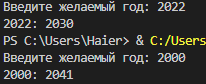 Введите желаемый год: 2022
2022: 2030
PS C:\Users\Haier> & C:/Users
Введите желаемый год: 2000
2000: 2041